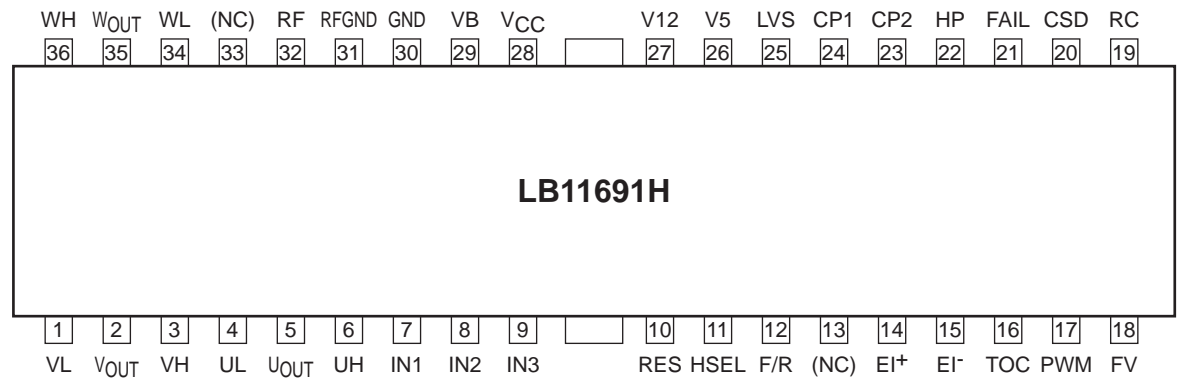 WH WOUT WL (NC) RF RFGND GND VB VCC V12 V5 LVS CP1 CP2 HP FAIL CSD RC
36 35 34 33 32 31 30 29 28 27 26 25 24 23 22 21 20 19
LB11691H
1 2 3 4 5 6 7 8 9 10 11 12 13 14 15 16 17 18
VL VOUT VH UL UOUT UH IN1 IN2 IN3 RES HSEL F/R (NC) EI+ EI- TOC PWM FV